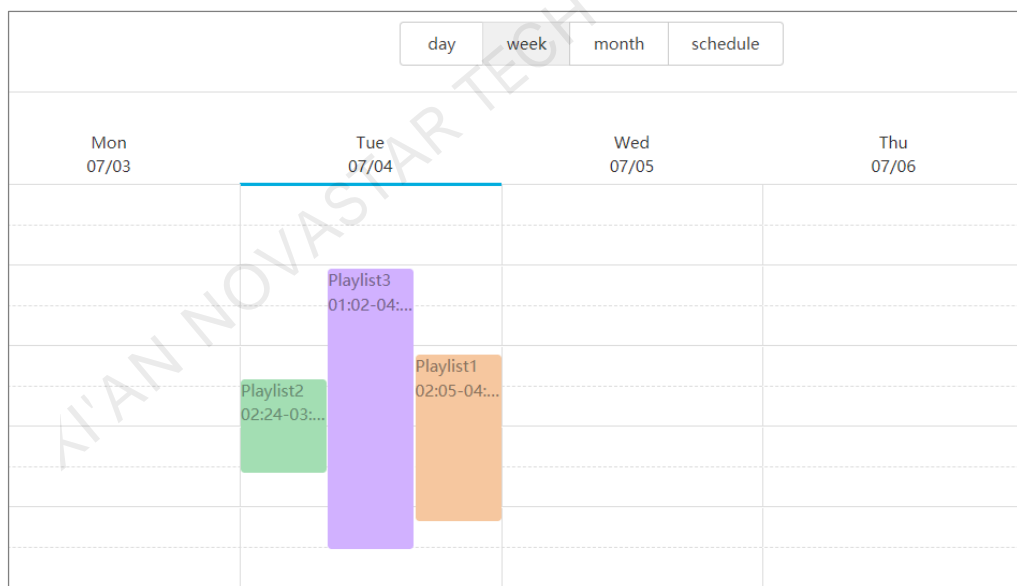 day week month schedule
Mon Tue Wed Thu
07/03 07/04 07/05 07/06
Playlist3
01:02-04:...
Playlist1
02:05-04:...
Playlist2
02:24-03:...
XI'AN NOVASTAR TECH